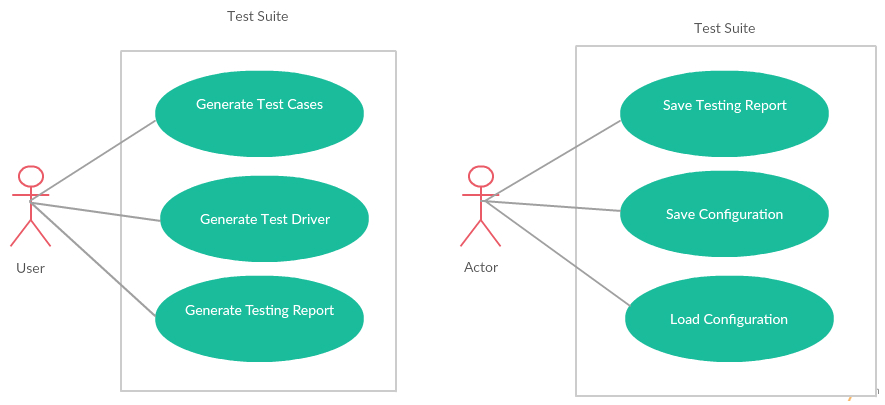 Test Suite
Generate Test Cases
Generate Test Driver
Generate Testing Report
User
Test Suite
Save Testing Report
Save Configuration
Load Configuration
Actor